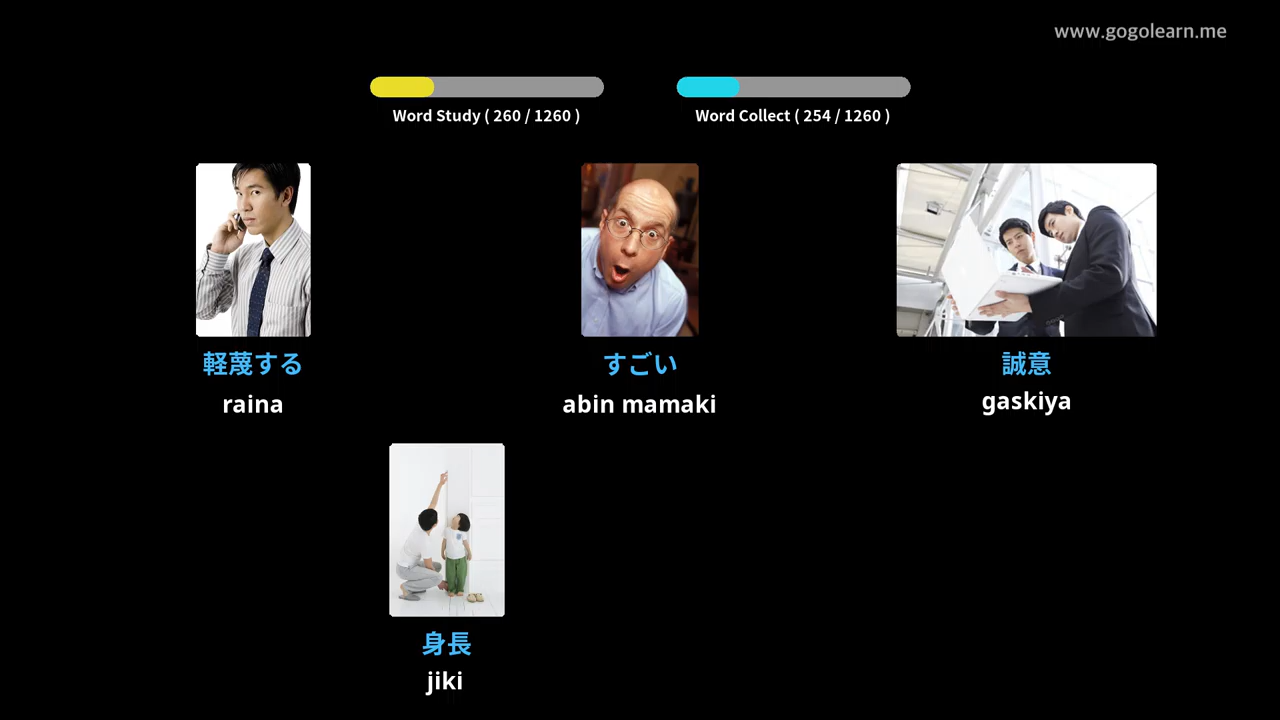 www.gogolearn.me
Word Study ( 260 / 1260 )
Word Collect ( 254 / 1260 )
軽蔑する
すごい
誠意
raina
abin mamaki
gaskiya
身長
jiki